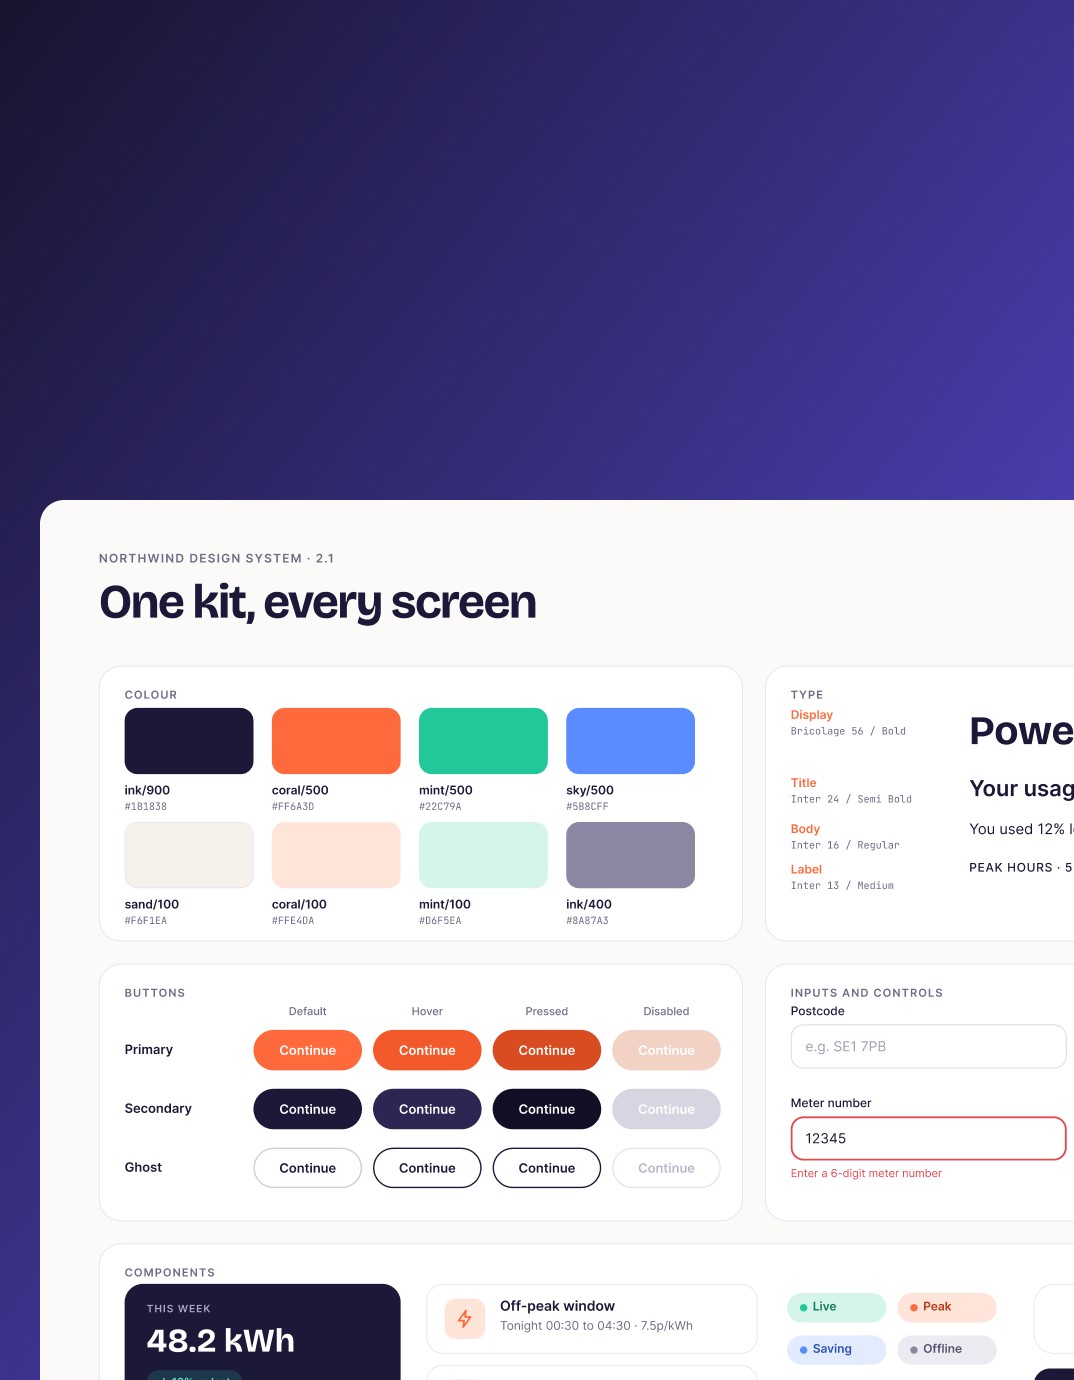 NORTHWIND DESIGN SYSTEM · 2.1
One kit, every screen
COLOUR
ink/900
#1B1838
coral/500
#FF6A3D
mint/500
#22C79A
sky/500
#5B8CFF
sand/100
#F6F1EA
coral/100
#FFE4DA
mint/100
#D6F5EA
ink/400
#8A87A3
TYPE
Display
Bricolage 56 / Bold
Title
Inter 24 / Semi Bold
Your
Body
Inter 16 / Regular
You used 12%
Label
Inter 13 / Medium
PEAK HOURS · 5
BUTTONS
Default Hover Pressed Disabled
Primary Continue Continue Continue Continue
Secondary Continue Continue Continue Continue
Ghost Continue Continue Continue Continue
INPUTS AND CONTROLS
Postcode
e.g. SE1 7PB
Meter number
12345
Enter a 6-digit meter number
COMPONENTS
THIS WEEK
48.2 kWh
Off-peak window
Tonight 00:30 to 04:30 · 7.5p/kWh
Live
Peak
Saving
Offline